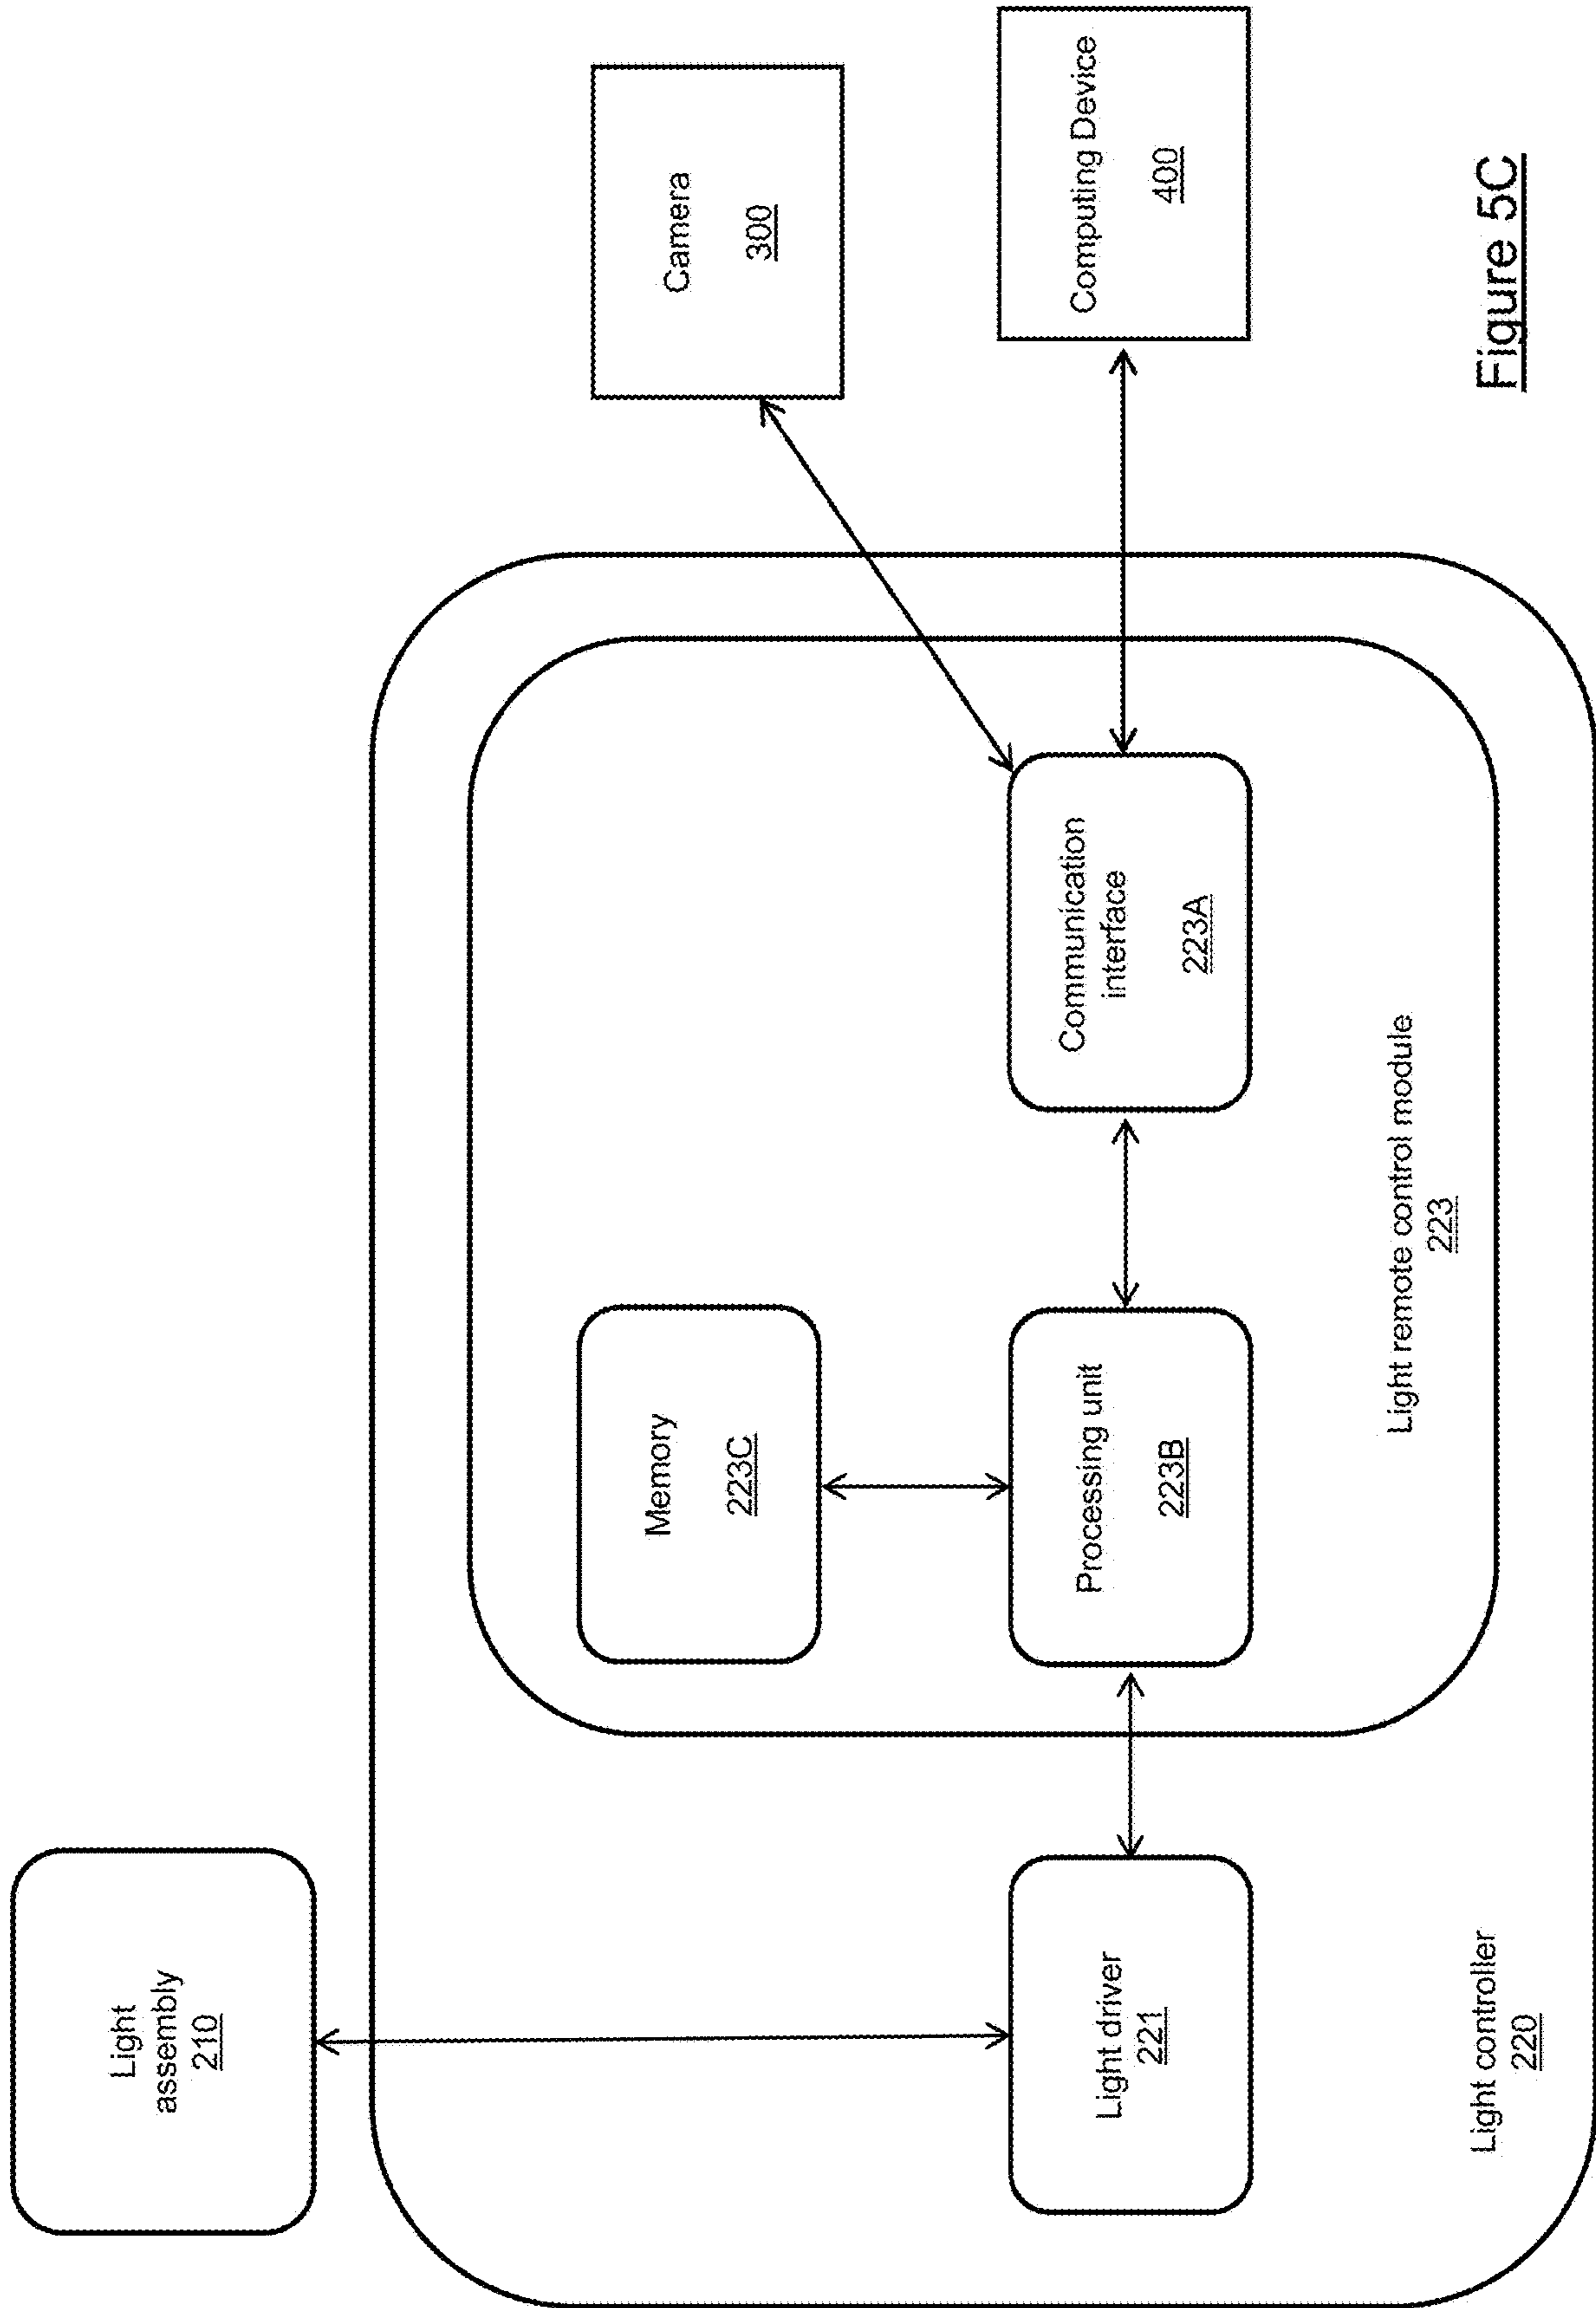 Light
assembly
210
Memory
223C
Camera
300
Light driver
221
Processing unit
223B
Communication
interface
223A
Computing Device
400
Light remote control module
223
Light controller
220
Figure 5C